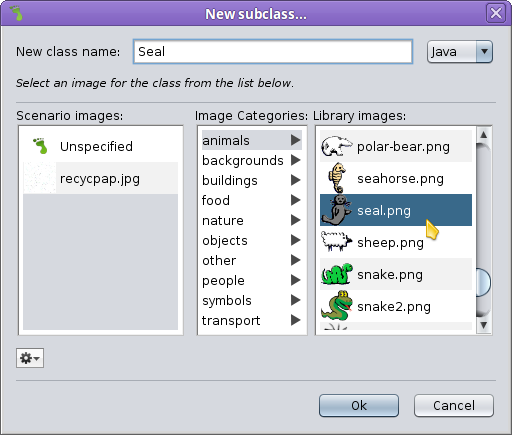 New subclass...
New class name:
Seal
Java
Select an image for the class from the list below.
Scenario images:
Image Categories:
Library images:
Unspecified
recycpap.jpg
animals
backgrounds
buildings
food
nature
objects
other
people
symbols
transport
polar-bear.png
seahorse.png
seal.png
sheep.png
snake.png
snake2.png
Ok
Cancel